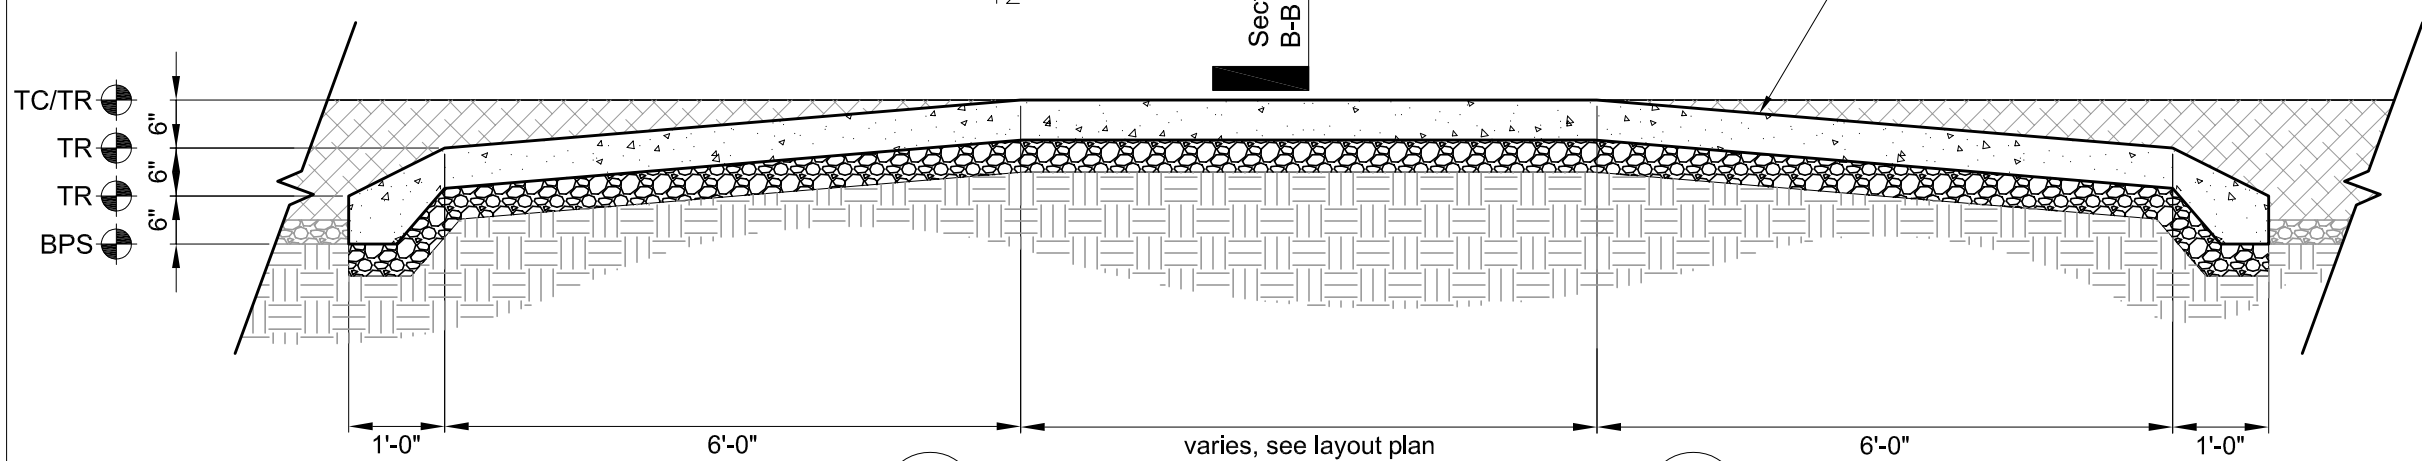 Sec
B-B
TC/TR
TR
TR
BPS
6"
6"
6"
1'-0"
6'-0"
varies, see layout plan
6'-0"
1'-0"